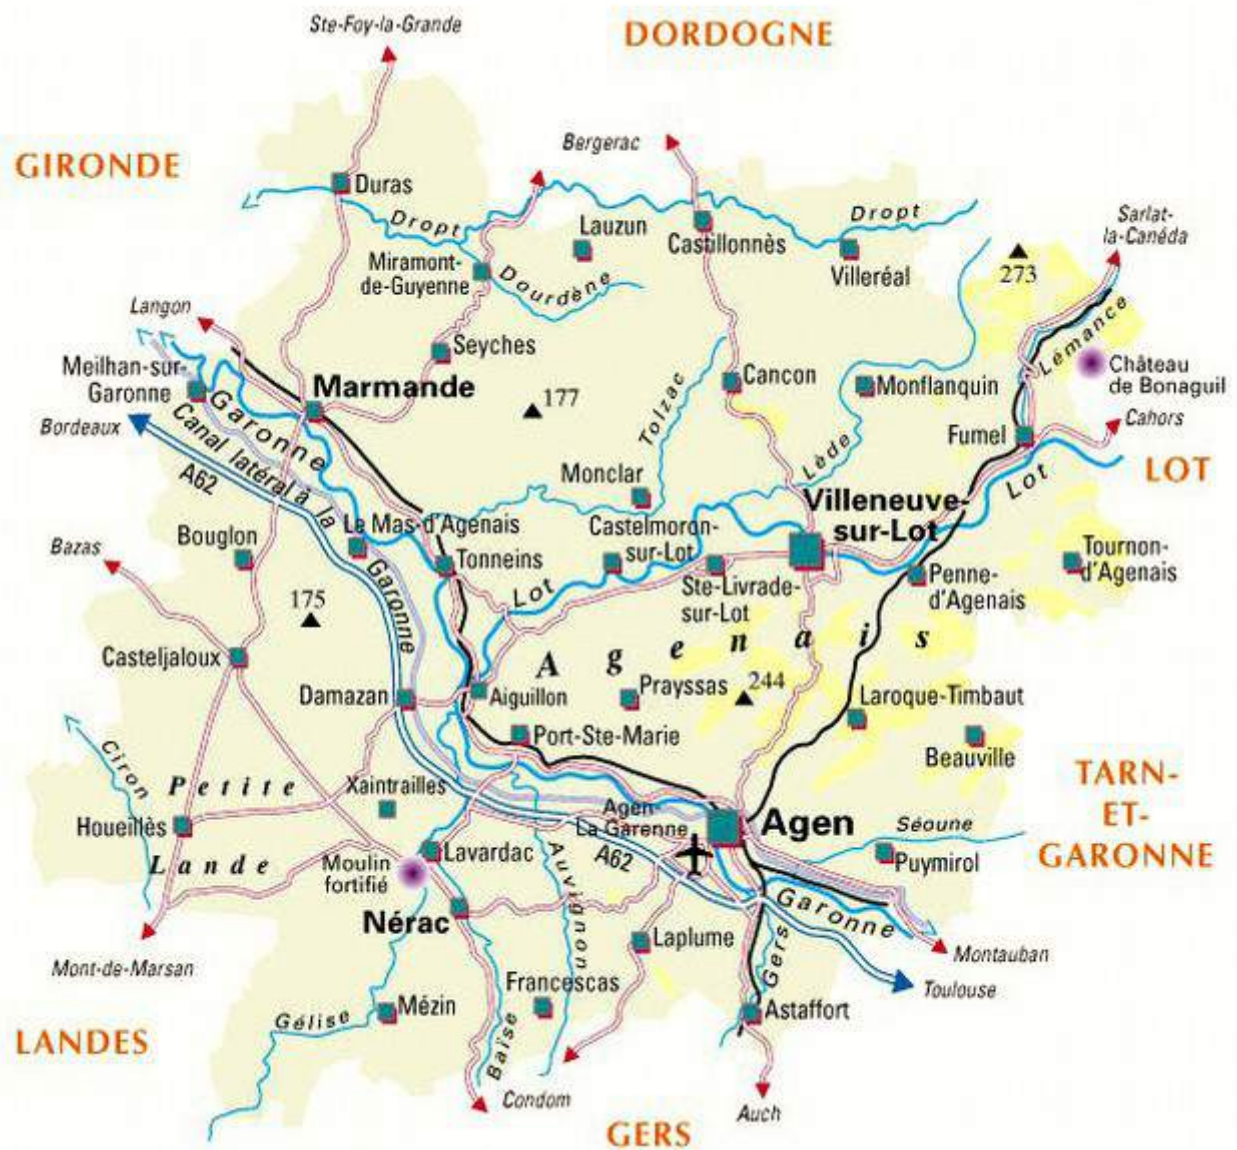 Ste-Foy-la-Grande
DORDOGNE
GIRONDE
Bergerac
Duras
Dropt
Lauzun
Castillonnès
Dropt
Sarlat-
la-Canéda
Miramont-
de-Guyenne
Dourdène
Villeréal
273
Langon
Seyches
Lémance
Meilhan-sur-
Garonne
Marmande
177
Tolzac
Cancon
Monflanquin
Château
de Bonaguil
Bordeaux
Garonne
Canal latéral à la Garonne
A62
Fumel
Cahors
LOT
Lède
Lot
Monclar
Villeneuve-
sur-Lot
Bouglon
Le Mas-d'Agenais
Castelmoron-
sur-Lot
Bazas
Tonneins
Tournon-
d'Agenais
175
Lot
Ste-Livrade-
sur-Lot
Penne-
d'Agenais
Agenais
Casteljaloux
Damazan
Aiguillon
Prayssas
244
Laroque-Timbaut
Port-Ste-Marie
Beauville
Ciron
Petite
Lande
Xaintrailles
Agen-
La Garenne
Agen
TARN-
ET-
GARONNE
Houeillès
A62
Séoune
Puymirol
Moulin
fortifié
Lavardac
Auvignon
Nérac
Garonne
Mont-de-Marsan
Laplume
Gers
Montauban
Toulouse
Francescas
Mézin
Astaffort
LANDES
Gélise
Baïse
Condom
Auch
GERS